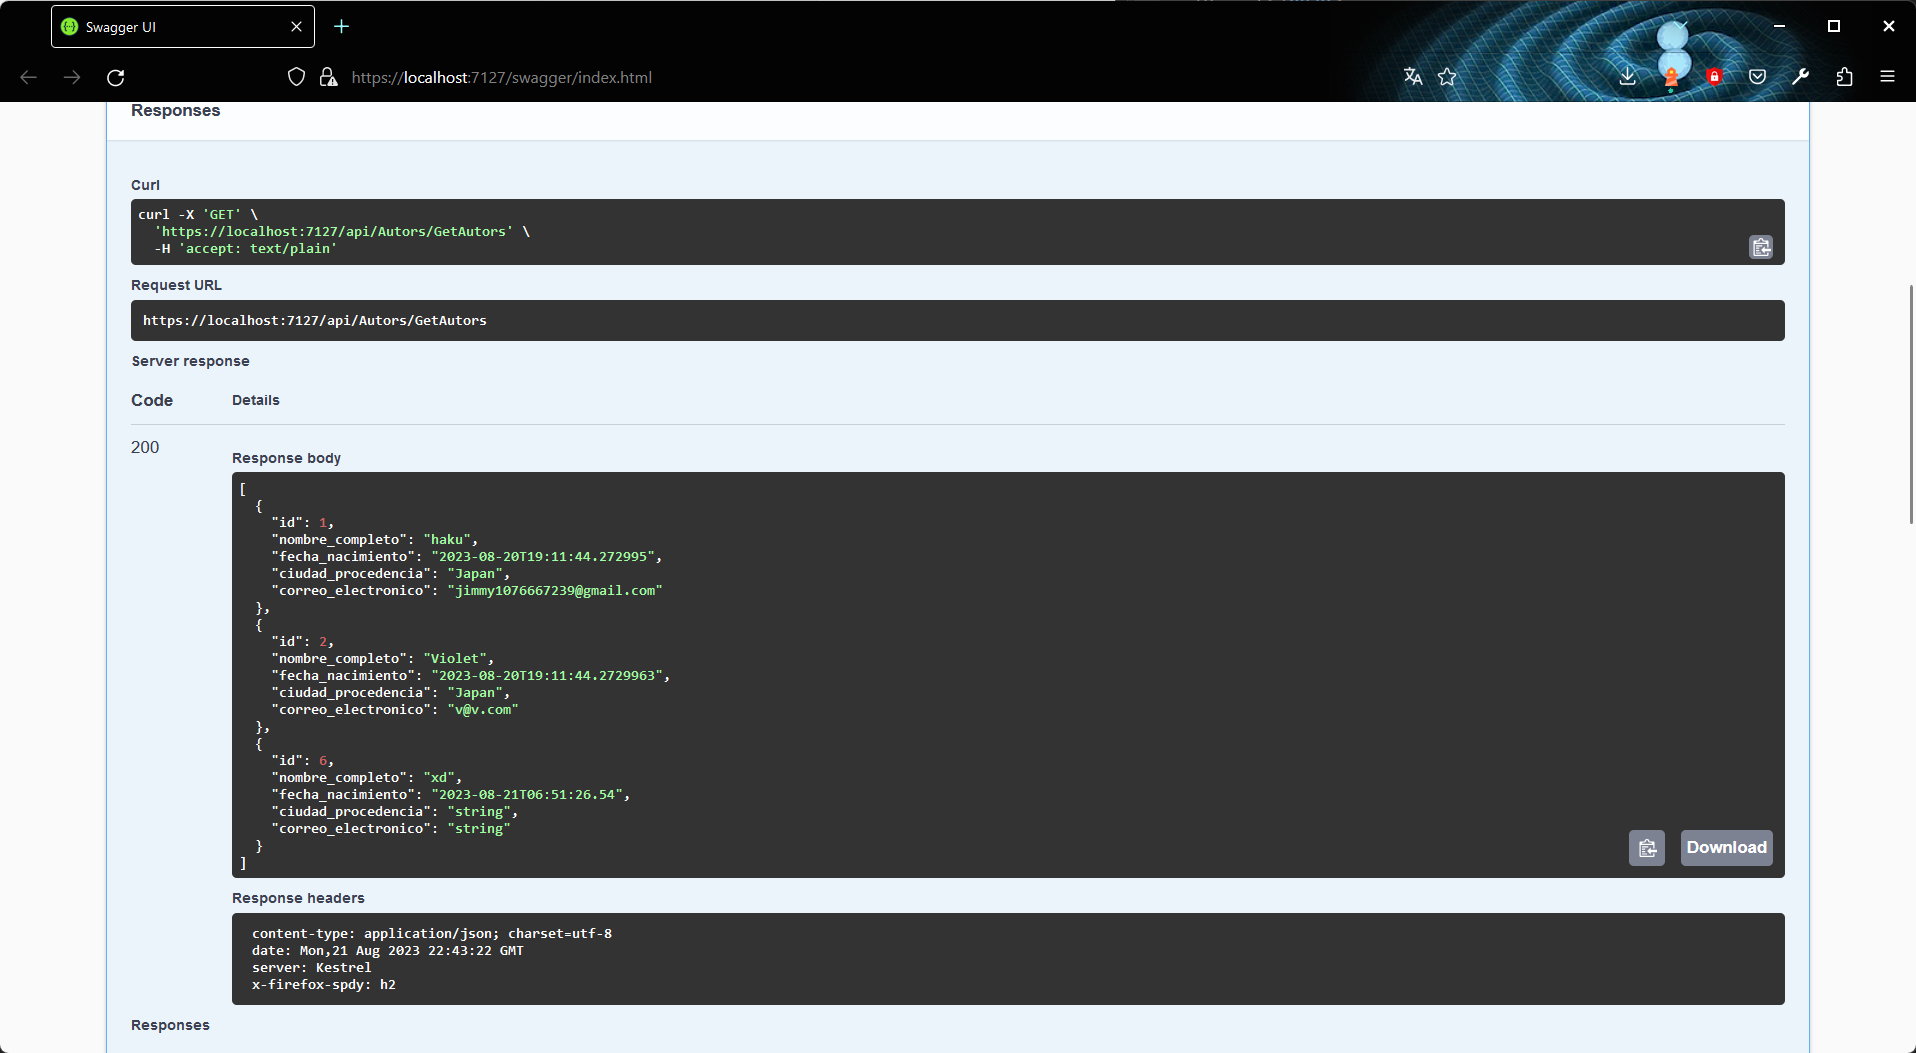 Swagger UI
https://localhost:7127/swagger/index.html
Responses
Curl
curl -X 'GET' \
  'https://localhost:7127/api/Autors/GetAutors' \
  -H 'accept: text/plain'
Request URL
https://localhost:7127/api/Autors/GetAutors
Server response
Code Details
200
Response body
[
  {
    "id": 1,
    "nombre_completo": "haku",
    "fecha_nacimiento": "2023-08-20T19:11:44.272995",
    "ciudad_procedencia": "Japan",
    "correo_electronico": "jimmy1076667239@gmail.com"
  },
  {
    "id": 2,
    "nombre_completo": "Violet",
    "fecha_nacimiento": "2023-08-20T19:11:44.2729963",
    "ciudad_procedencia": "Japan",
    "correo_electronico": "v@v.com"
  },
  {
    "id": 6,
    "nombre_completo": "xd",
    "fecha_nacimiento": "2023-08-21T06:51:26.54",
    "ciudad_procedencia": "string",
    "correo_electronico": "string"
  }
]
Download
Response headers
content-type: application/json; charset=utf-8
date: Mon,21 Aug 2023 22:43:22 GMT
server: Kestrel
x-firefox-spdy: h2
Responses